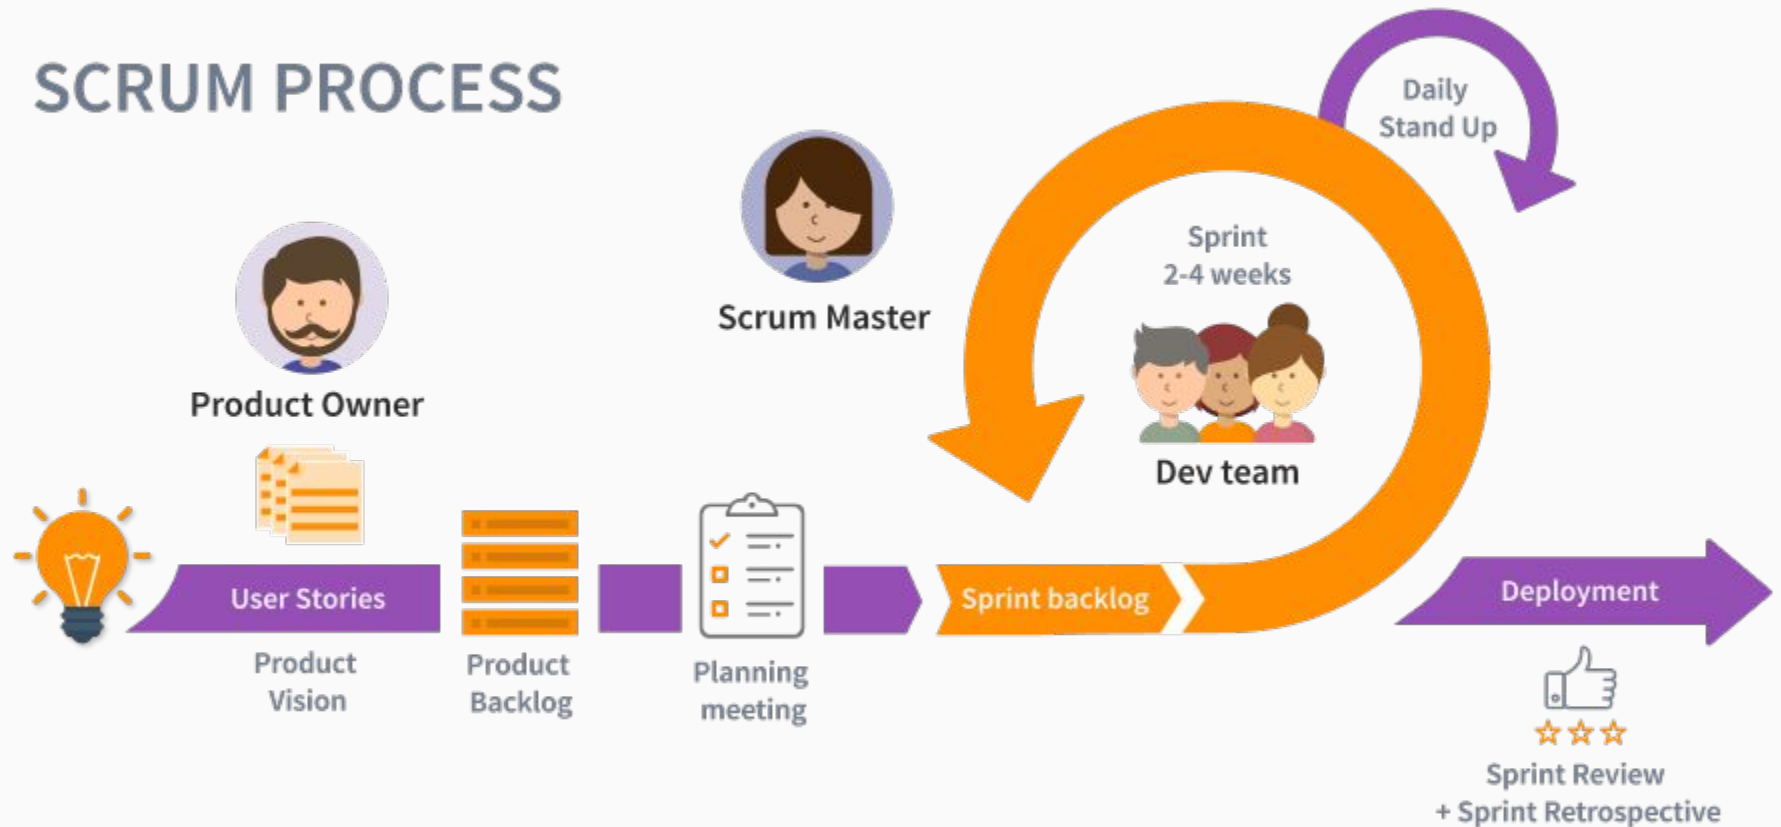 SCRUM PROCESS
Daily
Stand Up
Sprint
2-4 weeks
Scrum Master
Product Owner
Dev team
User Stories
Sprint backlog
Deployment
Product
Vision
Product
Backlog
Planning
meeting
Sprint Review
+ Sprint Retrospective